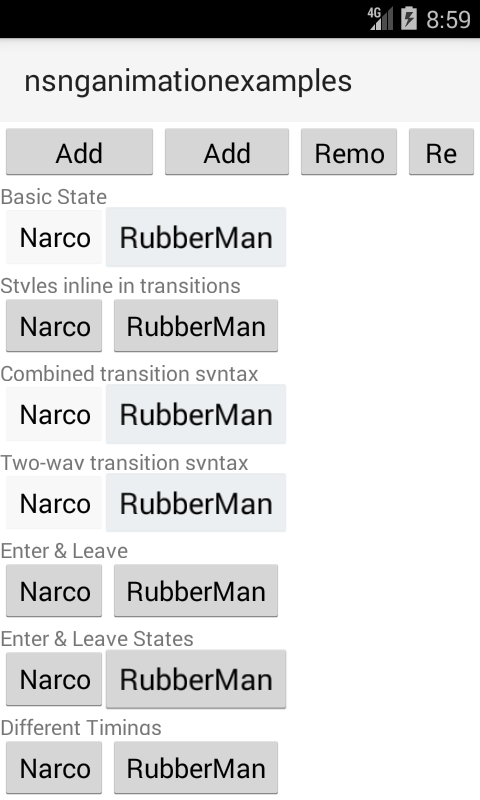 4G 8:59
nsnganimationexamples
Add Add Remo Re
Basic State
Narco RubberMan
Styles inline in transitions
Narco RubberMan
Combined transition syntax
Narco RubberMan
Two-way transition syntax
Narco RubberMan
Enter & Leave
Narco RubberMan
Enter & Leave States
Narco RubberMan
Different Timings
Narco RubberMan